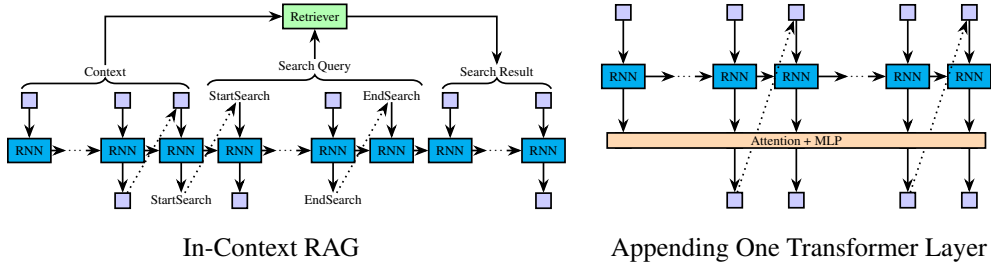 Retriever
Context
Search Query
Search Result
StartSearch
EndSearch
RNN RNN RNN RNN RNN RNN RNN RNN
StartSearch
EndSearch
In-Context RAG
RNN RNN RNN RNN RNN
Attention + MLP
Appending One Transformer Layer